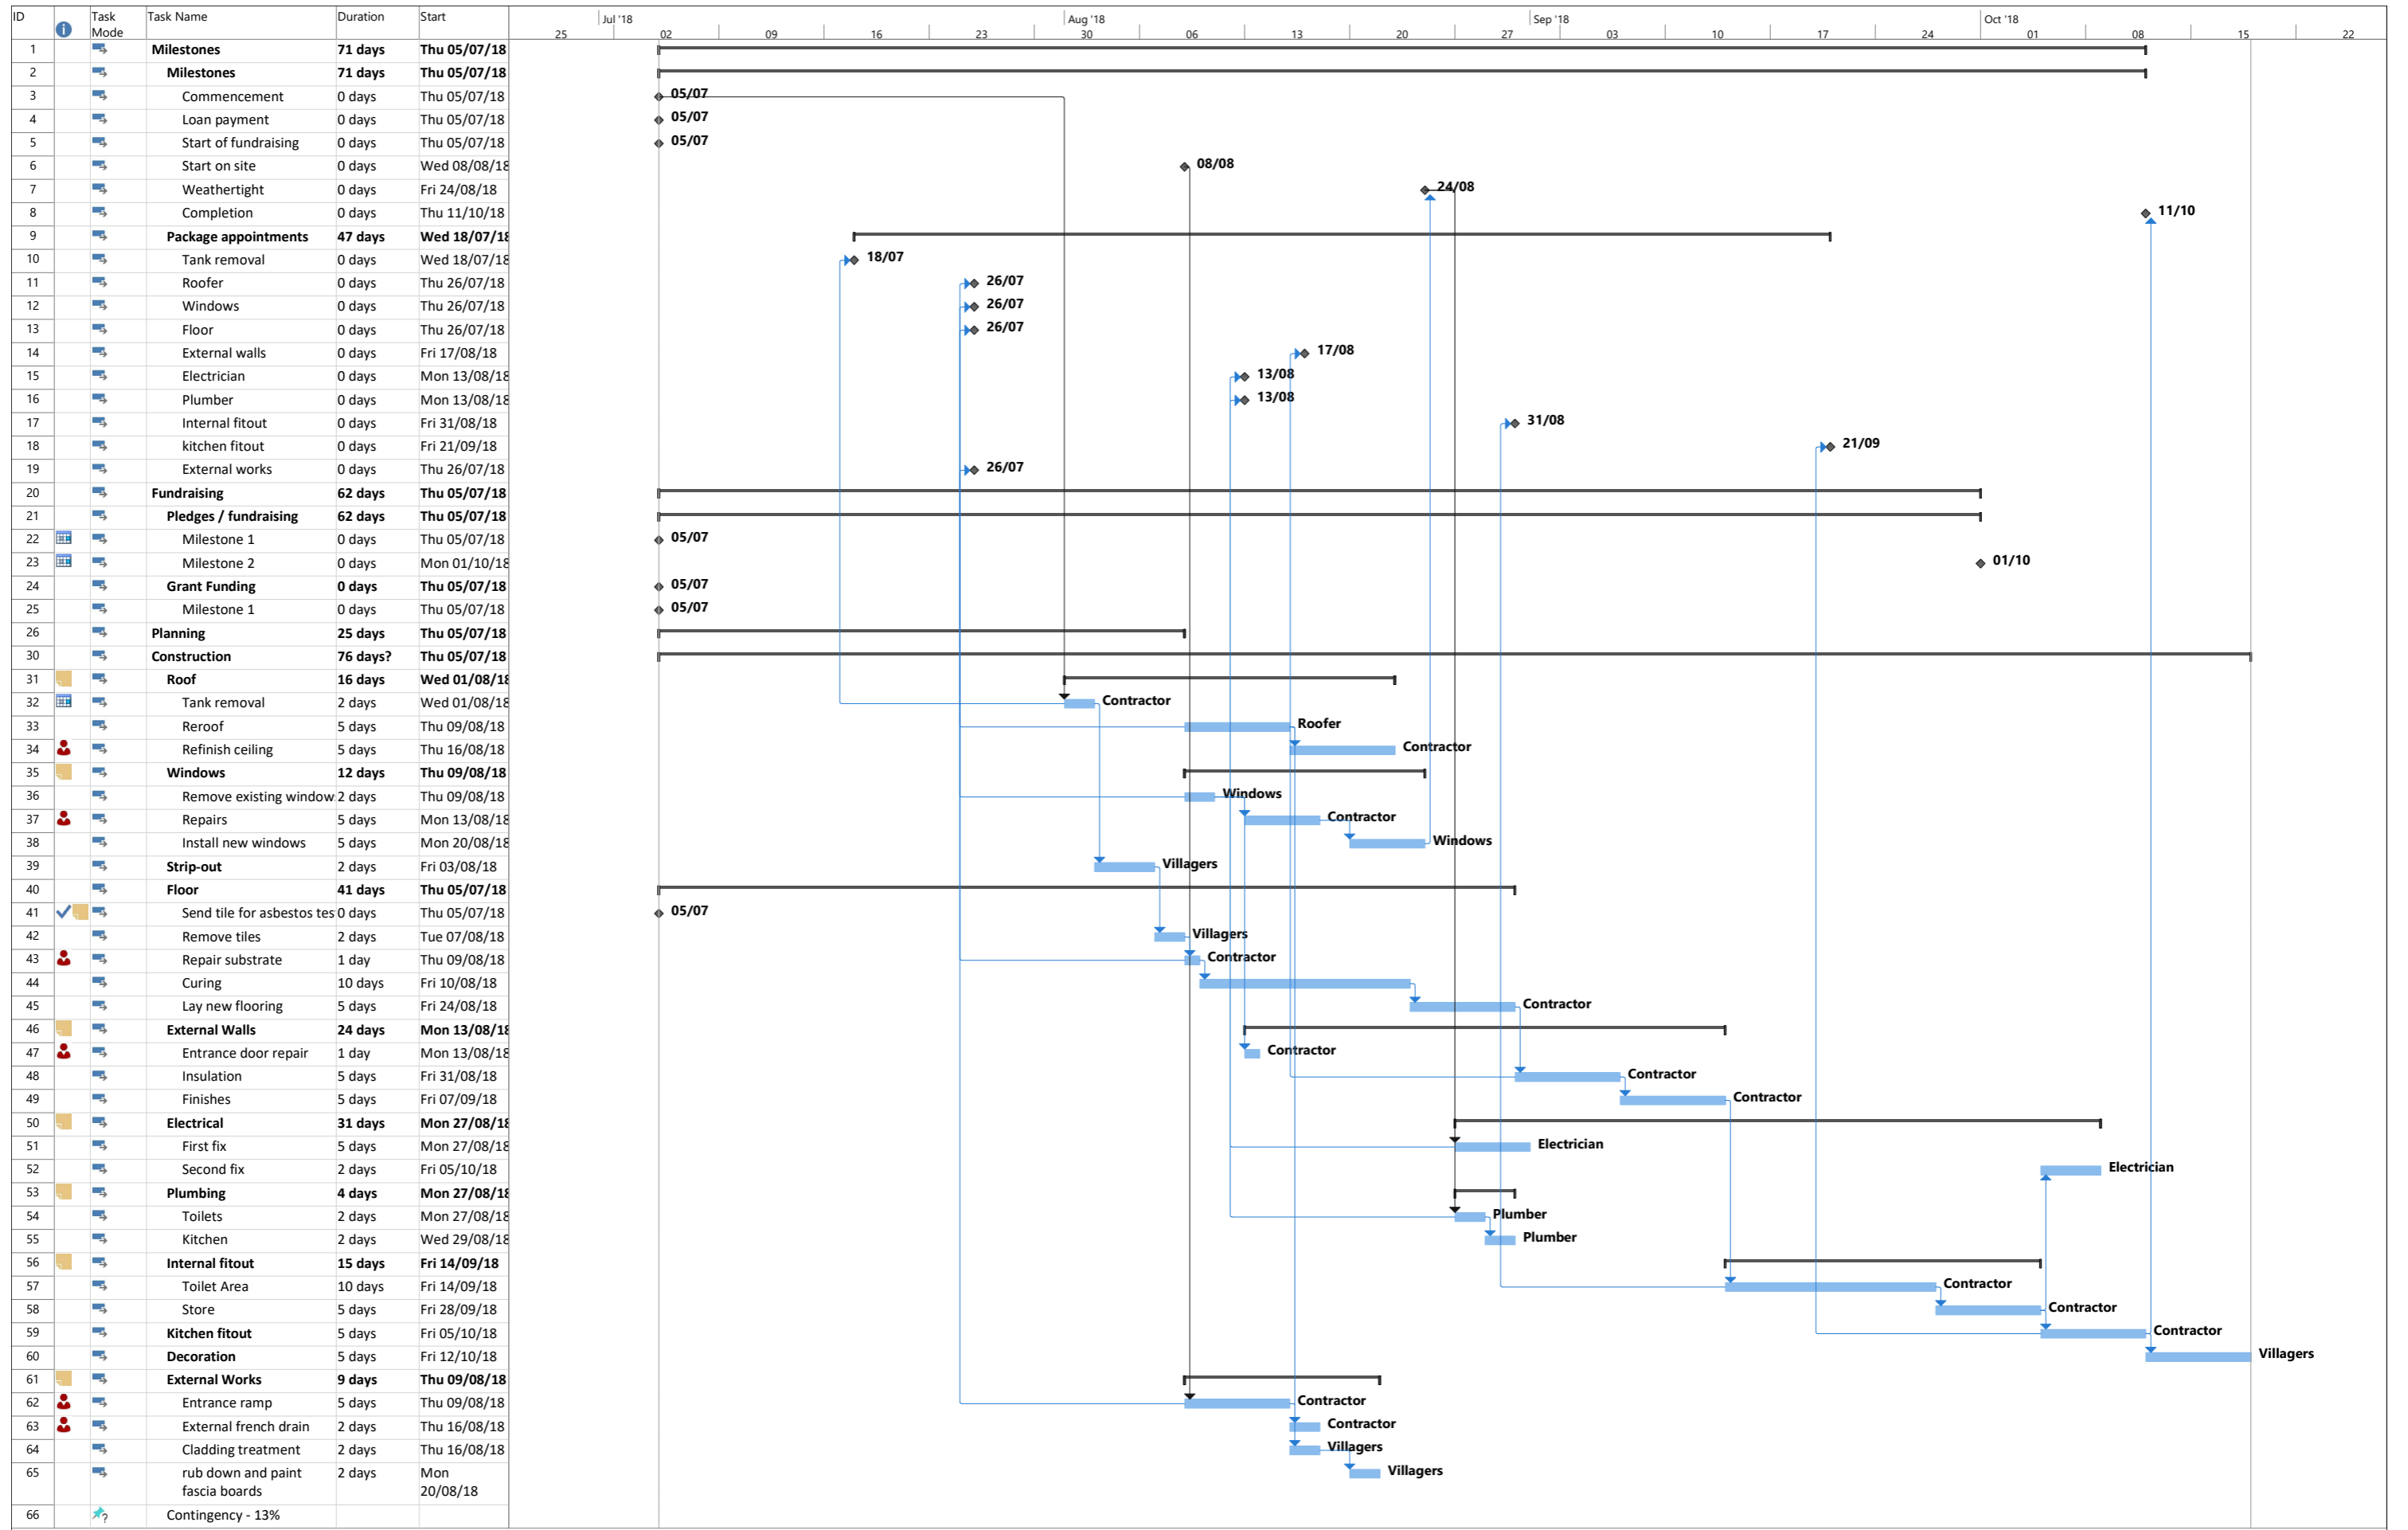 ID Task Mode Task Name Duration Start Jul '18 Aug '18 Sep '18 Oct '18
25 02 09 16 23 30 06 13 20 27 03 10 17 24 01 08 15 22
1 Milestones 71 days Thu 05/07/18
2 Milestones 71 days Thu 05/07/18
3 Commencement 0 days Thu 05/07/18 05/07
4 Loan payment 0 days Thu 05/07/18 05/07
5 Start of fundraising 0 days Thu 05/07/18 05/07
6 Start on site 0 days Wed 08/08/18 08/08
7 Weathertight 0 days Fri 24/08/18 24/08
8 Completion 0 days Thu 11/10/18 11/10
9 Package appointments 47 days Wed 18/07/18
10 Tank removal 0 days Wed 18/07/18 18/07
11 Roofer 0 days Thu 26/07/18 26/07
12 Windows 0 days Thu 26/07/18 26/07
13 Floor 0 days Thu 26/07/18 26/07
14 External walls 0 days Fri 17/08/18 17/08
15 Electrician 0 days Mon 13/08/18 13/08
16 Plumber 0 days Mon 13/08/18 13/08
17 Internal fitout 0 days Fri 31/08/18 31/08
18 kitchen fitout 0 days Fri 21/09/18 21/09
19 External works 0 days Thu 26/07/18 26/07
20 Fundraising 62 days Thu 05/07/18
21 Pledges / fundraising 62 days Thu 05/07/18
22 Milestone 1 0 days Thu 05/07/18 05/07
23 Milestone 2 0 days Mon 01/10/18 01/10
24 Grant Funding 0 days Thu 05/07/18 05/07
25 Milestone 1 0 days Thu 05/07/18 05/07
26 Planning 25 days Thu 05/07/18
30 Construction 76 days? Thu 05/07/18
31 Roof 16 days Wed 01/08/18
32 Tank removal 2 days Wed 01/08/18 Contractor
33 Reroof 5 days Thu 09/08/18 Roofer
34 Refinish ceiling 5 days Thu 16/08/18 Contractor
35 Windows 12 days Thu 09/08/18
36 Remove existing window 2 days Thu 09/08/18 Windows
37 Repairs 5 days Mon 13/08/18 Contractor
38 Install new windows 5 days Mon 20/08/18 Windows
39 Strip-out 2 days Fri 03/08/18 Villagers
40 Floor 41 days Thu 05/07/18
41 Send tile for asbestos tes 0 days Thu 05/07/18 05/07
42 Remove tiles 2 days Tue 07/08/18 Villagers
43 Repair substrate 1 day Thu 09/08/18 Contractor
44 Curing 10 days Fri 10/08/18
45 Lay new flooring 5 days Fri 24/08/18 Contractor
46 External Walls 24 days Mon 13/08/18
47 Entrance door repair 1 day Mon 13/08/18 Contractor
48 Insulation 5 days Fri 31/08/18 Contractor
49 Finishes 5 days Fri 07/09/18 Contractor
50 Electrical 31 days Mon 27/08/18
51 First fix 5 days Mon 27/08/18 Electrician
52 Second fix 2 days Fri 05/10/18 Electrician
53 Plumbing 4 days Mon 27/08/18
54 Toilets 2 days Mon 27/08/18 Plumber
55 Kitchen 2 days Wed 29/08/18 Plumber
56 Internal fitout 15 days Fri 14/09/18
57 Toilet Area 10 days Fri 14/09/18 Contractor
58 Store 5 days Fri 28/09/18 Contractor
59 Kitchen fitout 5 days Fri 05/10/18 Contractor
60 Decoration 5 days Fri 12/10/18 Villagers
61 External Works 9 days Thu 09/08/18
62 Entrance ramp 5 days Thu 09/08/18 Contractor
63 External french drain 2 days Thu 16/08/18 Contractor
64 Cladding treatment 2 days Thu 16/08/18 Villagers
65 rub down and paint 2 days Mon Villagers
fascia boards 20/08/18
66 Contingency - 13%